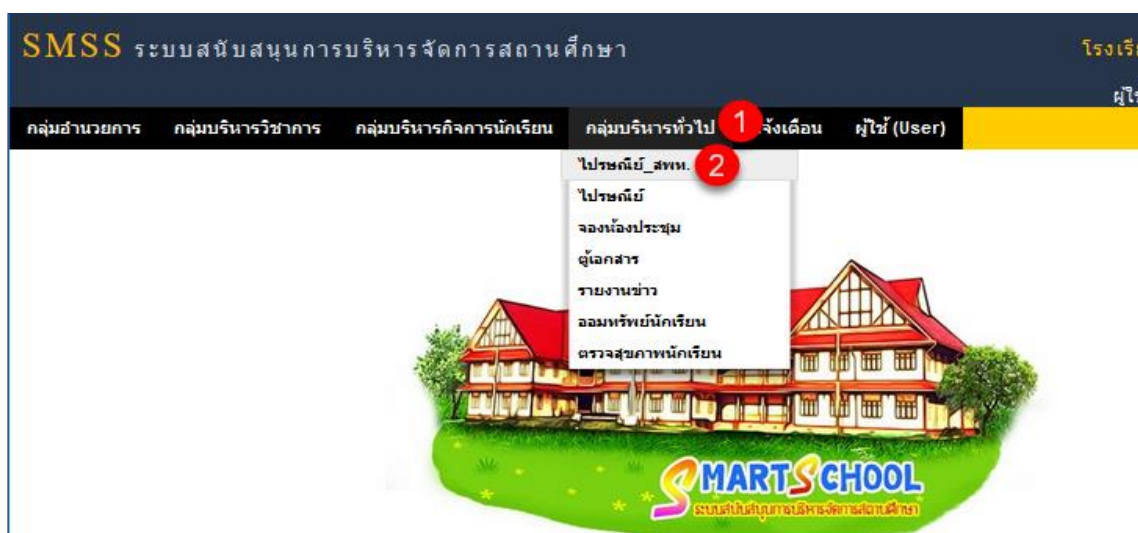 SMSS ระบบสนับสนุนการบริหารจัดการสถานศึกษา
โรงเรี
ผู้ใช
กลุ่มอำนวยการ กลุ่มบริหารวิชาการ กลุ่มบริหารกิจการนักเรียน กลุ่มบริหารทั่วไป 1 จ้งเตือน ผู้ใช้ (User)
ไปรษณีย์_สพท. 2
ไปรษณีย์
จองห้องประชุม
ตู้เอกสาร
รายงานข่าว
ออมทรัพย์นักเรียน
ตรวจสุขภาพนักเรียน
SMARTSCHOOL
ระบบสนับสนุนการบริหารจัดการสถานศึกษา